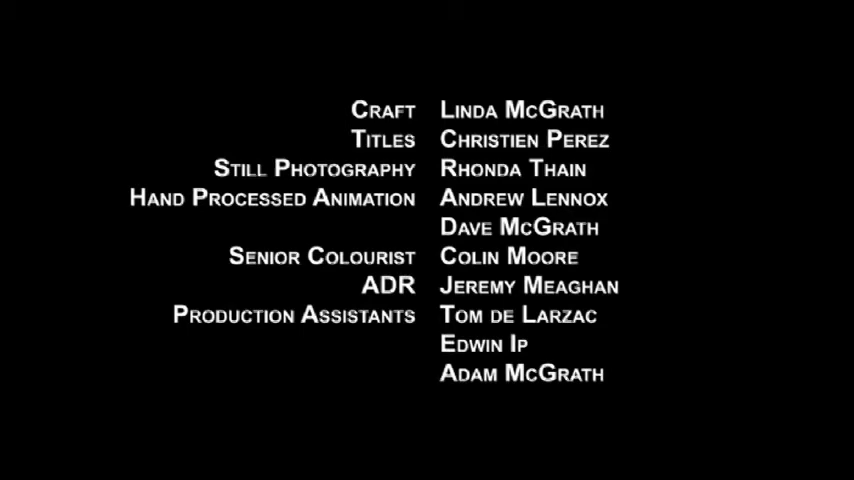 Craft Linda McGrath
Titles Christien Perez
Still Photography Rhonda Thain
Hand Processed Animation Andrew Lennox
Dave McGrath
Senior Colourist Colin Moore
ADR Jeremy Meaghan
Production Assistants Tom de Larzac
Edwin Ip
Adam McGrath